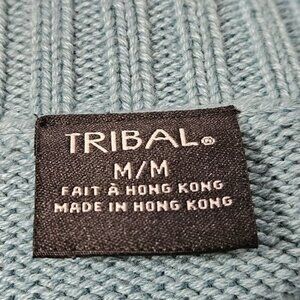 TRIBAL®
M/M
FAIT À HONG KONG
MADE IN HONG KONG